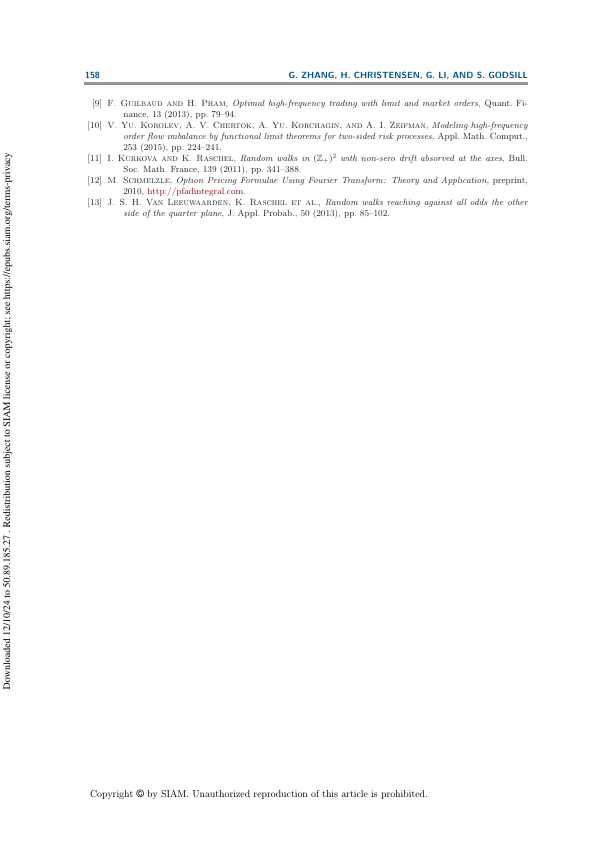 158
G. ZHANG, H. CHRISTENSEN, G. LI, AND S. GODSILL
[9] F. GUILBAUD AND H. PHAM, Optimal high-frequency trading with limit and market orders, Quant. Fi-
nance, 13 (2013), pp. 79–94.
[10] V. YU. KOROLEV, A. V. CHERTOK, A. YU. KORCHAGIN, AND A. I. ZEIFMAN, Modeling high-frequency
order flow imbalance by functional limit theorems for two-sided risk processes, Appl. Math. Comput.,
253 (2015), pp. 224–241.
[11] I. KURKOVA AND K. RASCHEL, Random walks in (ℤ₊)² with non-zero drift absorved at the axes, Bull.
Soc. Math. France, 139 (2011), pp. 341–388.
[12] M. SCHMELZLE, Option Pricing Formulae Using Fourier Transform: Theory and Application, preprint,
2010, http://pfadintegral.com.
[13] J. S. H. VAN LEEUWAARDEN, K. RASCHEL ET AL., Random walks reaching against all odds the other
side of the quarter plane, J. Appl. Probab., 50 (2013), pp. 85–102.
Downloaded 12/10/24 to 50.89.185.27 . Redistribution subject to SIAM license or copyright; see https://epubs.siam.org/terms-privacy
Copyright © by SIAM. Unauthorized reproduction of this article is prohibited.